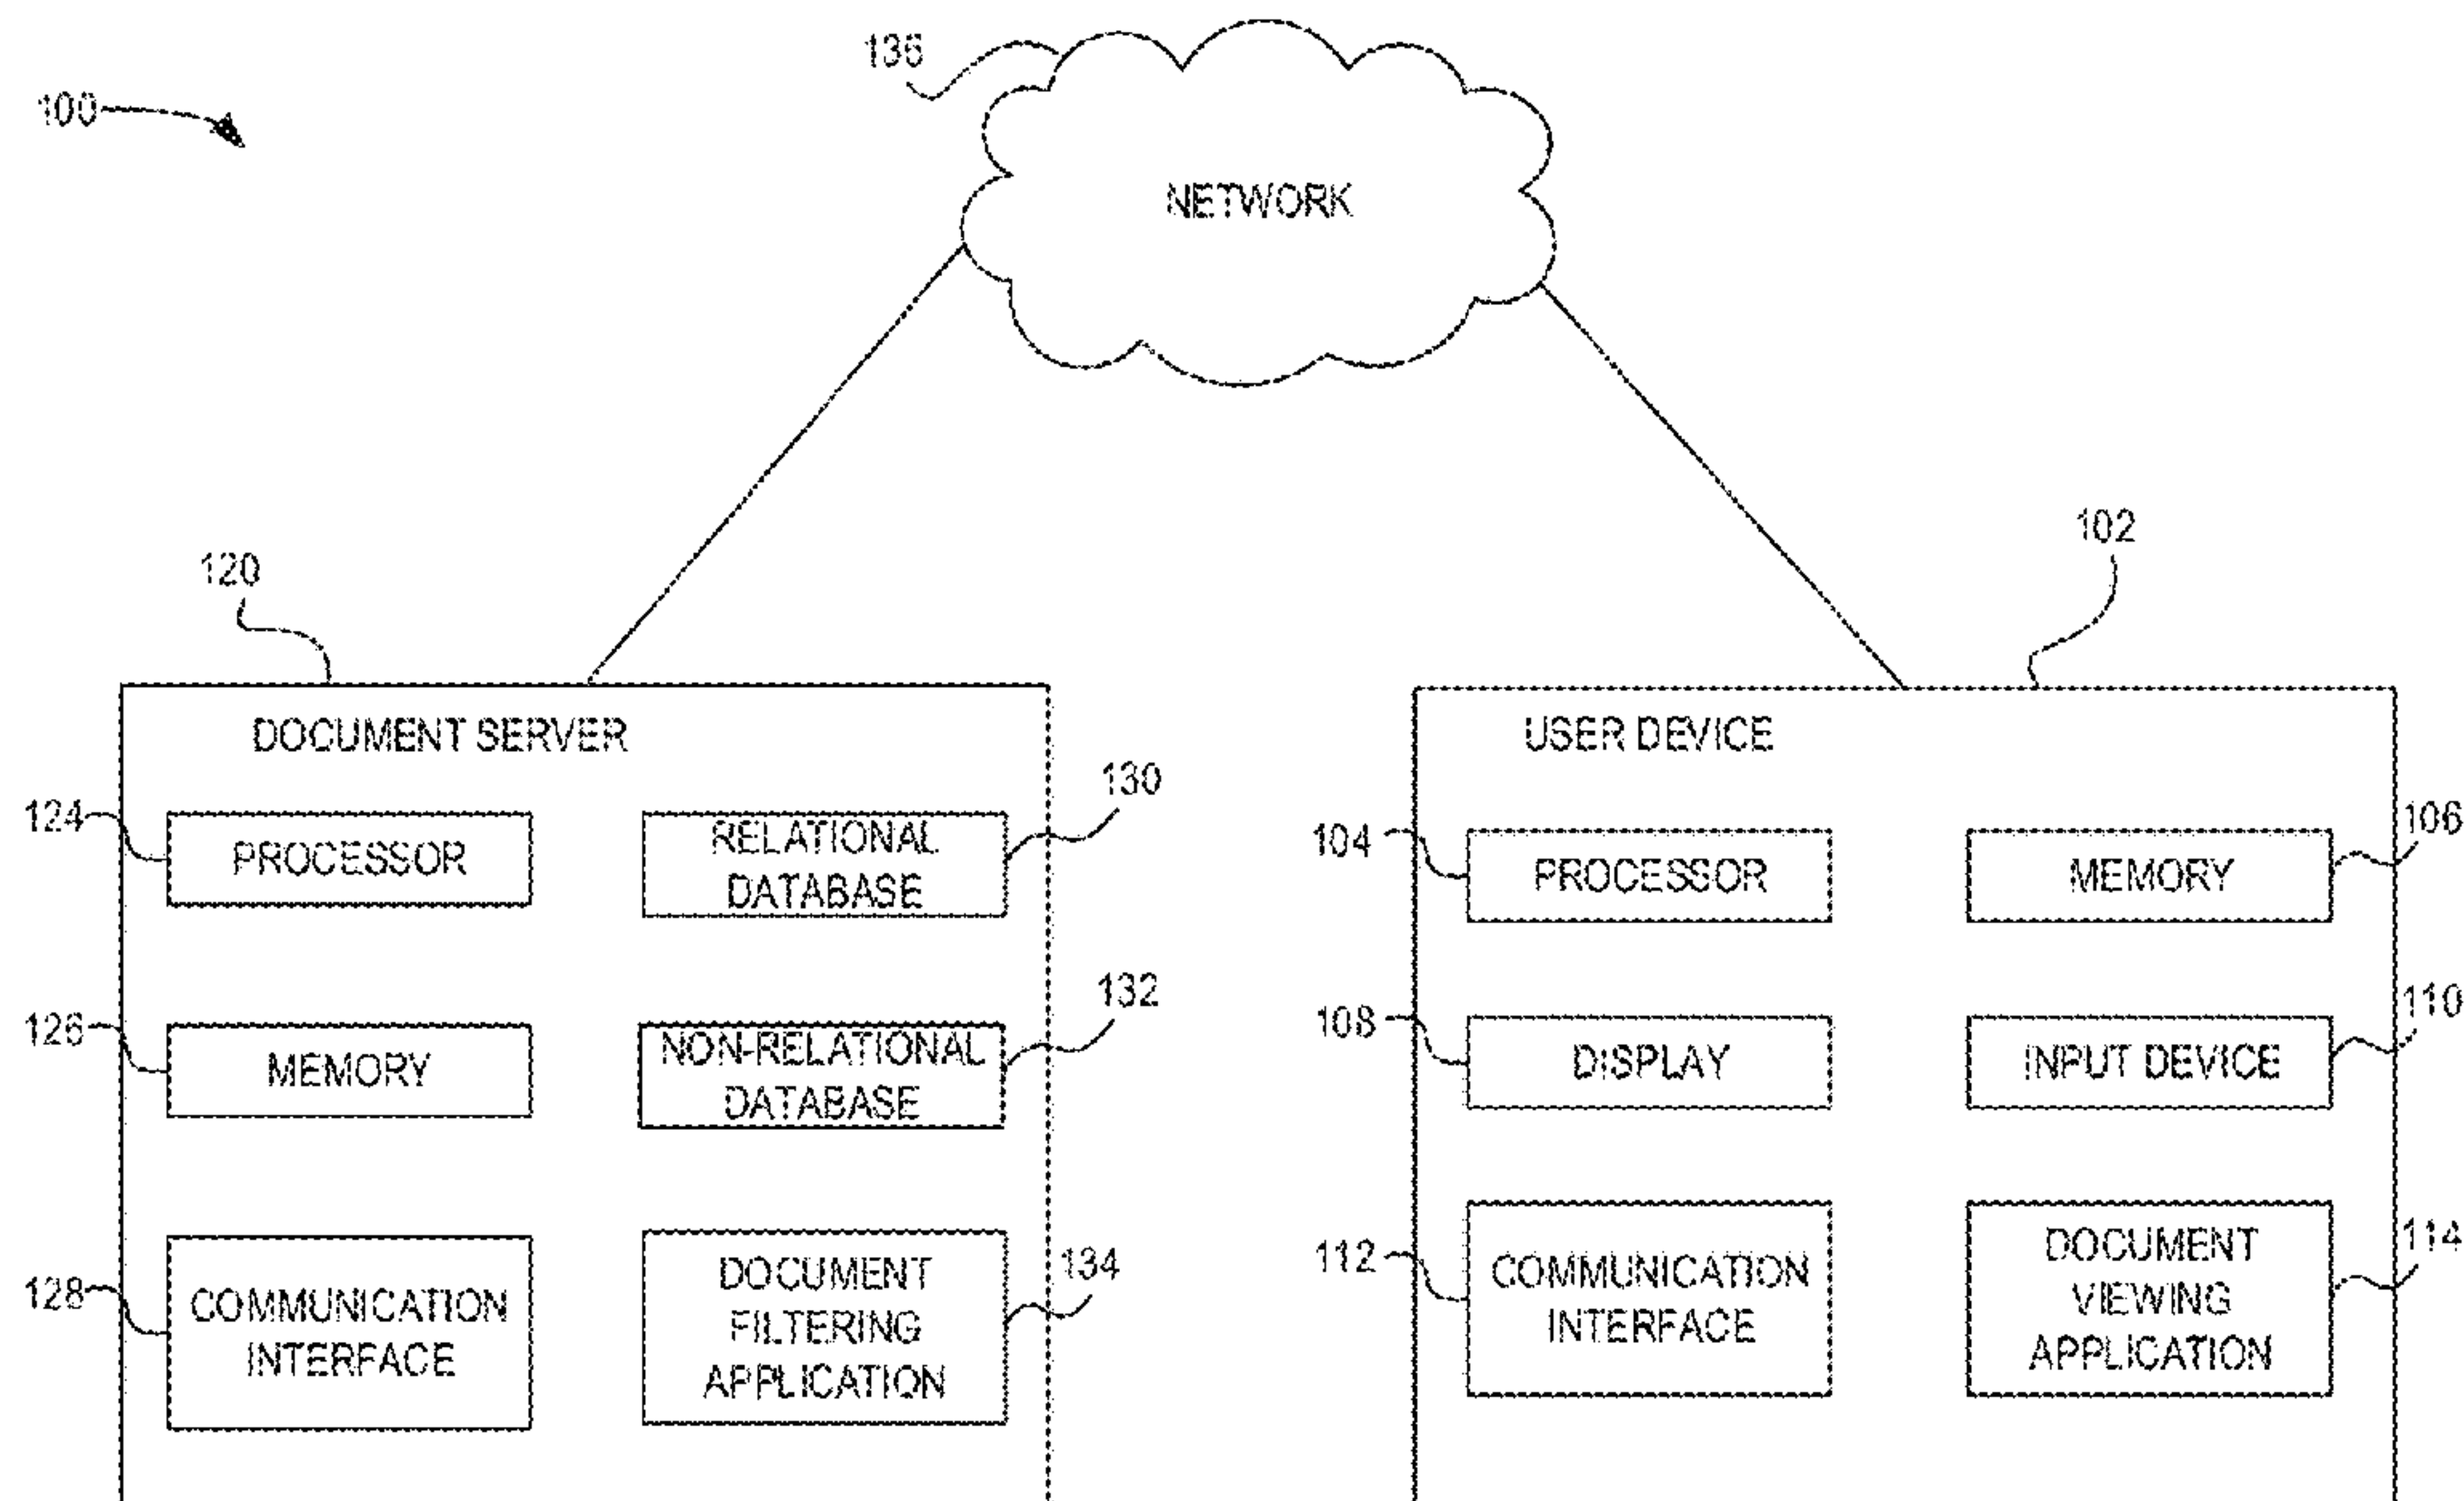 136
100
NETWORK
120
102
DOCUMENT SERVER
124
PROCESSOR
RELATIONAL
DATABASE
130
126
MEMORY
NON-RELATIONAL
DATABASE
132
128
COMMUNICATION
INTERFACE
DOCUMENT
FILTERING
APPLICATION
134
USER DEVICE
104
PROCESSOR
MEMORY
106
108
DISPLAY
INPUT DEVICE
110
112
COMMUNICATION
INTERFACE
DOCUMENT
VIEWING
APPLICATION
114